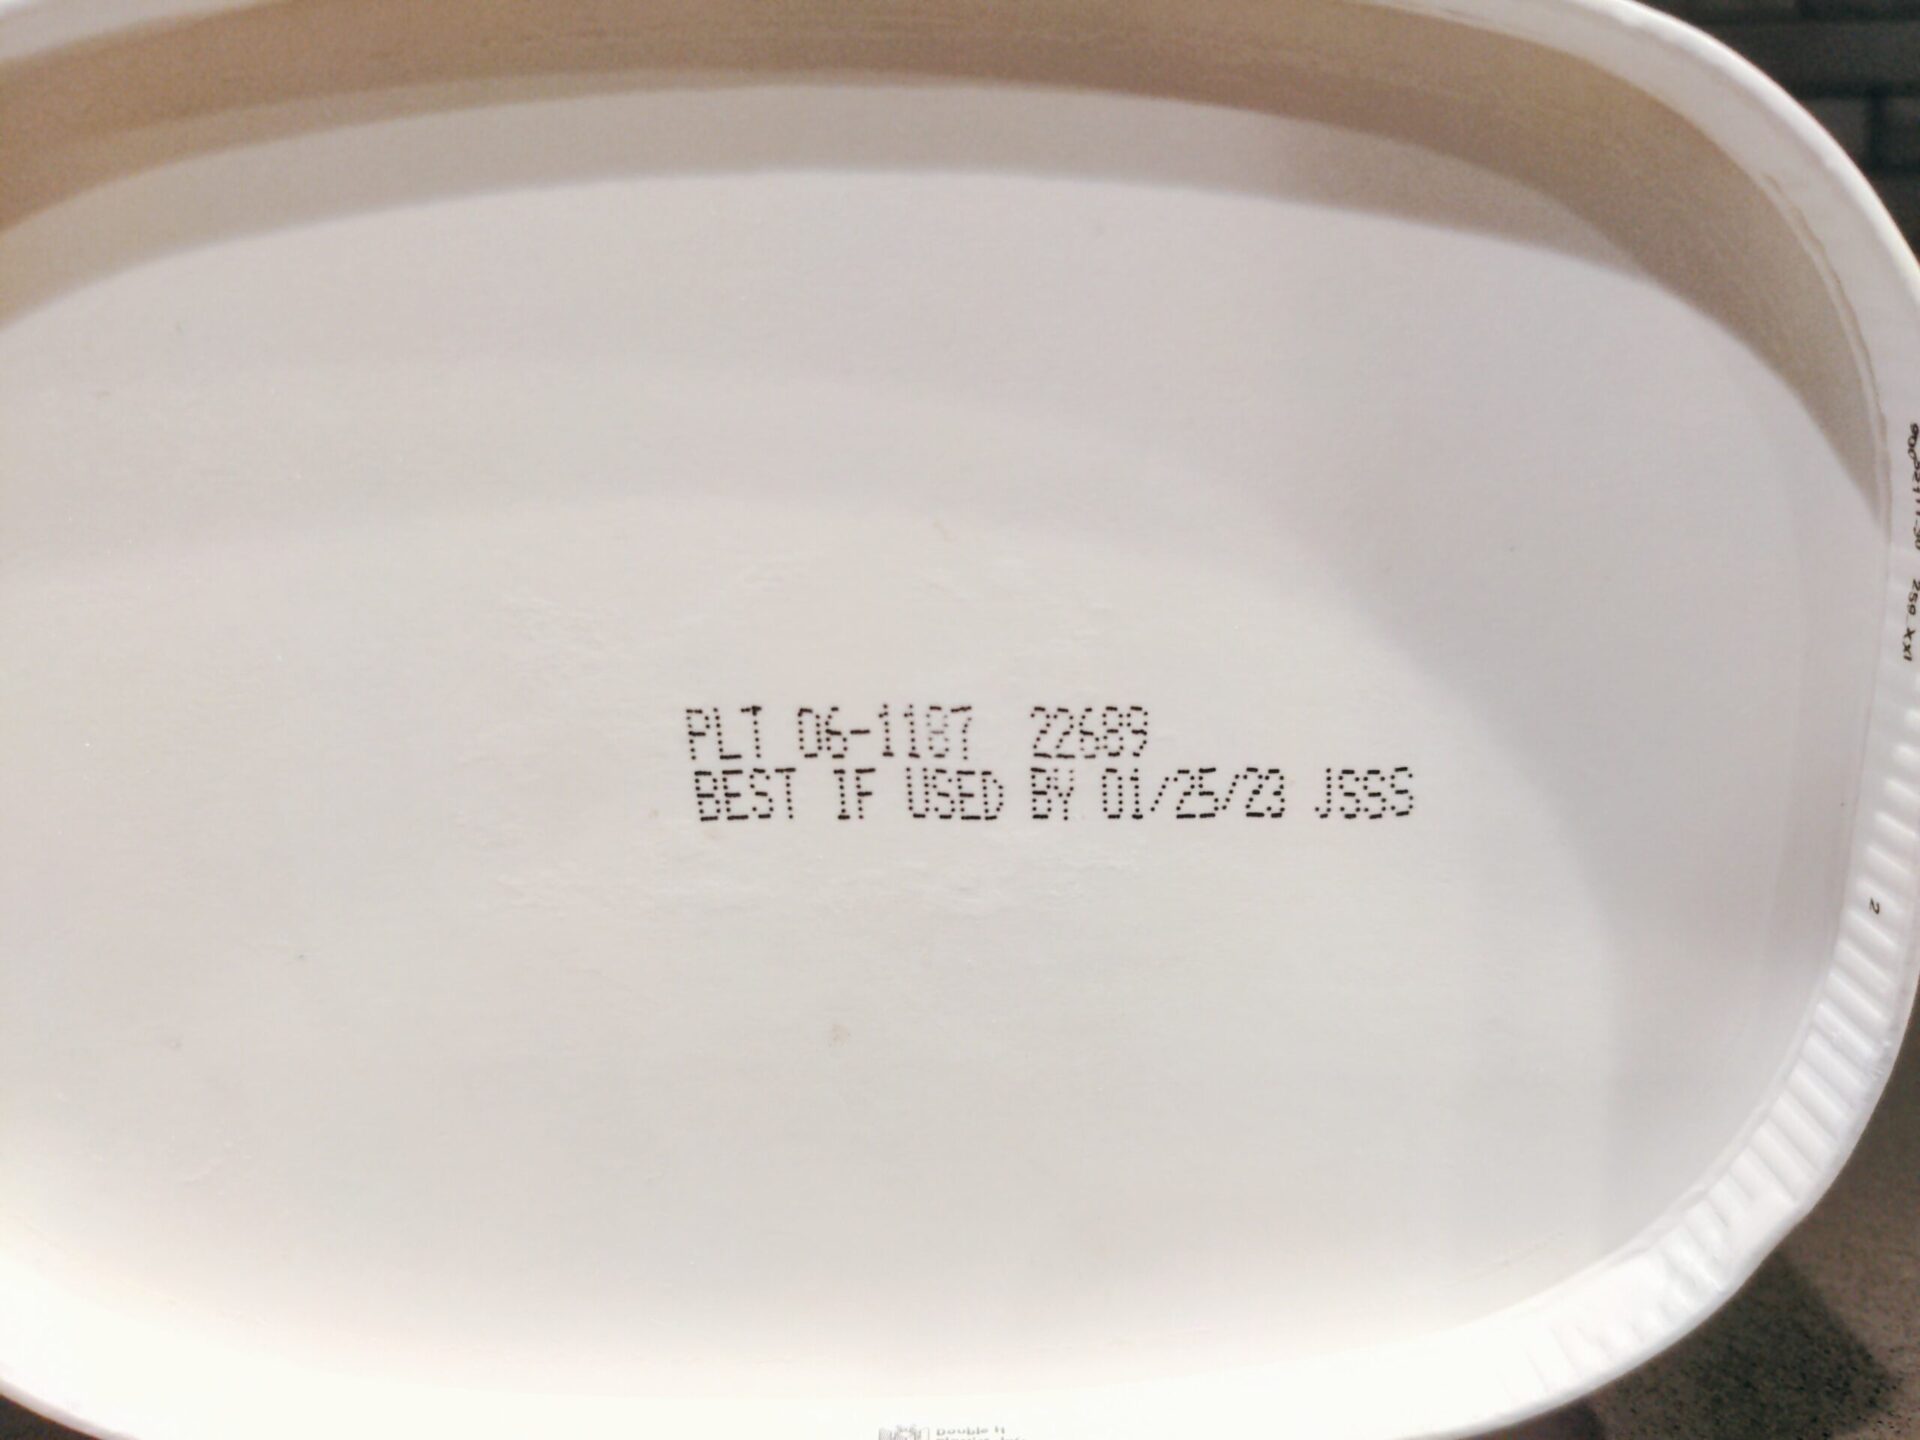 PLT 06-1187 22689
BEST IF USED BY 01/25/23 JSSS
2